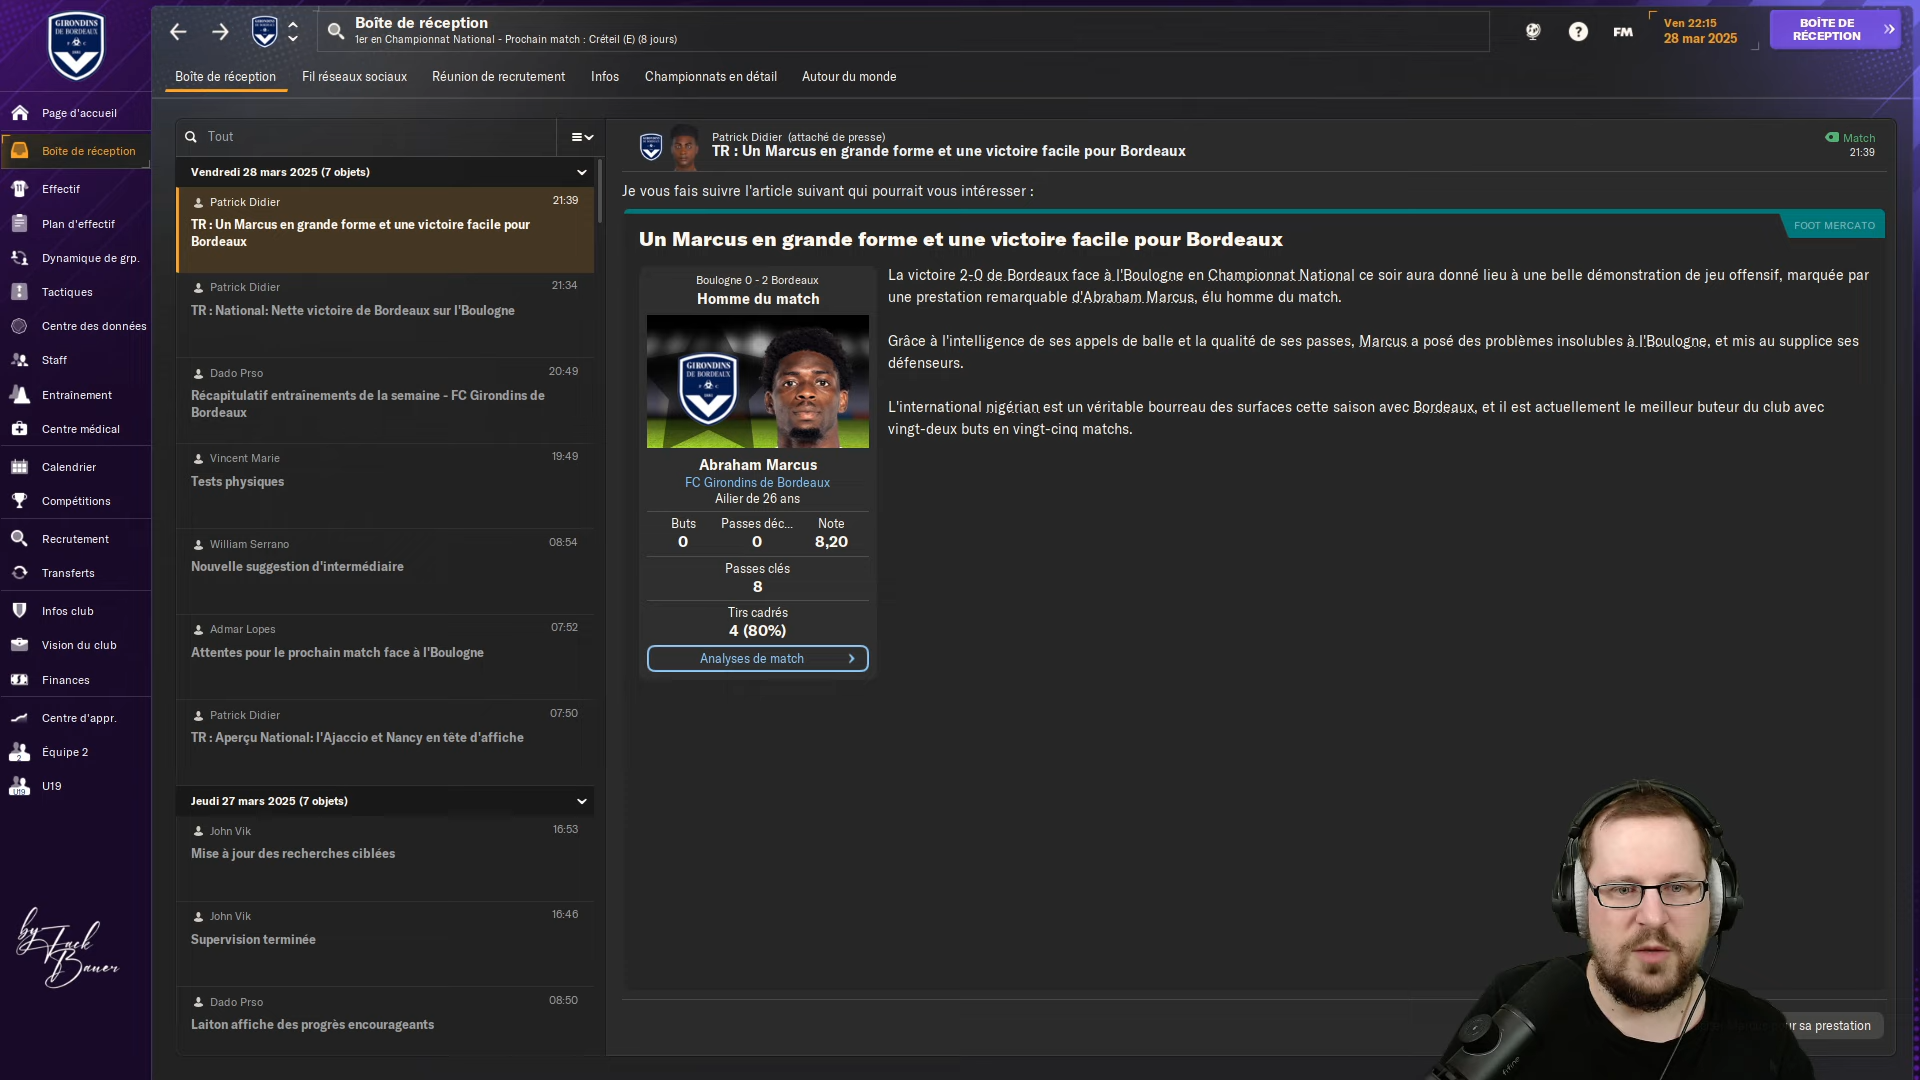 GIRONDINS
DE BORDEAUX
Boîte de réception
1er en Championnat National - Prochain match : Créteil (E) (8 jours)
FM
Ven 22:15
28 mar 2025
BOÎTE DE
RÉCEPTION
Boîte de réception
Fil réseaux sociaux
Réunion de recrutement
Infos
Championnats en détail
Autour du monde
Page d'accueil
Boîte de réception
Effectif
Plan d'effectif
Dynamique de grp.
Tactiques
Centre des données
Staff
Entraînement
Centre médical
Calendrier
Compétitions
Recrutement
Transferts
Infos club
Vision du club
Finances
Centre d'appr.
Équipe 2
U19
by Jack
Bauer
Tout
Vendredi 28 mars 2025 (7 objets)
Patrick Didier 21:39
TR : Un Marcus en grande forme et une victoire facile pour
Bordeaux
Patrick Didier 21:34
TR : National: Nette victoire de Bordeaux sur l'Boulogne
Dado Prso 20:49
Récapitulatif entraînements de la semaine - FC Girondins de
Bordeaux
Vincent Marie 19:49
Tests physiques
William Serrano 08:54
Nouvelle suggestion d'intermédiaire
Admar Lopes 07:52
Attentes pour le prochain match face à l'Boulogne
Patrick Didier 07:50
TR : Aperçu National: l'Ajaccio et Nancy en tête d'affiche
Jeudi 27 mars 2025 (7 objets)
John Vik 16:53
Mise à jour des recherches ciblées
John Vik 16:46
Supervision terminée
Dado Prso 08:50
Laiton affiche des progrès encourageants
Patrick Didier (attaché de presse)
TR : Un Marcus en grande forme et une victoire facile pour Bordeaux
Match
21:39
Je vous fais suivre l'article suivant qui pourrait vous intéresser :
FOOT MERCATO
Un Marcus en grande forme et une victoire facile pour Bordeaux
Boulogne 0 - 2 Bordeaux
Homme du match
GIRONDINS
DE BORDEAUX
Abraham Marcus
FC Girondins de Bordeaux
Ailier de 26 ans
Buts Passes déc... Note
0 0 8,20
Passes clés
8
Tirs cadrés
4 (80%)
Analyses de match
La victoire 2-0 de Bordeaux face à l'Boulogne en Championnat National ce soir aura donné lieu à une belle démonstration de jeu offensif, marquée par
une prestation remarquable d'Abraham Marcus, élu homme du match.
Grâce à l'intelligence de ses appels de balle et la qualité de ses passes, Marcus a posé des problèmes insolubles à l'Boulogne, et mis au supplice ses
défenseurs.
L'international nigérian est un véritable bourreau des surfaces cette saison avec Bordeaux, et il est actuellement le meilleur buteur du club avec
vingt-deux buts en vingt-cinq matchs.
sa prestation
fifine